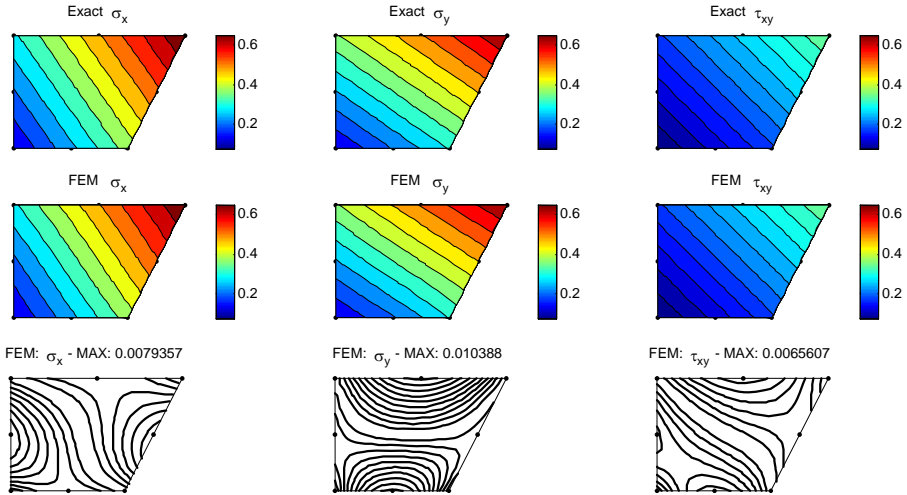 Exact σx
Exact σy
Exact τxy
0.6
0.4
0.2
0.6
0.4
0.2
0.6
0.4
0.2
FEM σx
FEM σy
FEM τxy
0.6
0.4
0.2
0.6
0.4
0.2
0.6
0.4
0.2
FEM: σx - MAX: 0.0079357
FEM: σy - MAX: 0.010388
FEM: τxy - MAX: 0.0065607